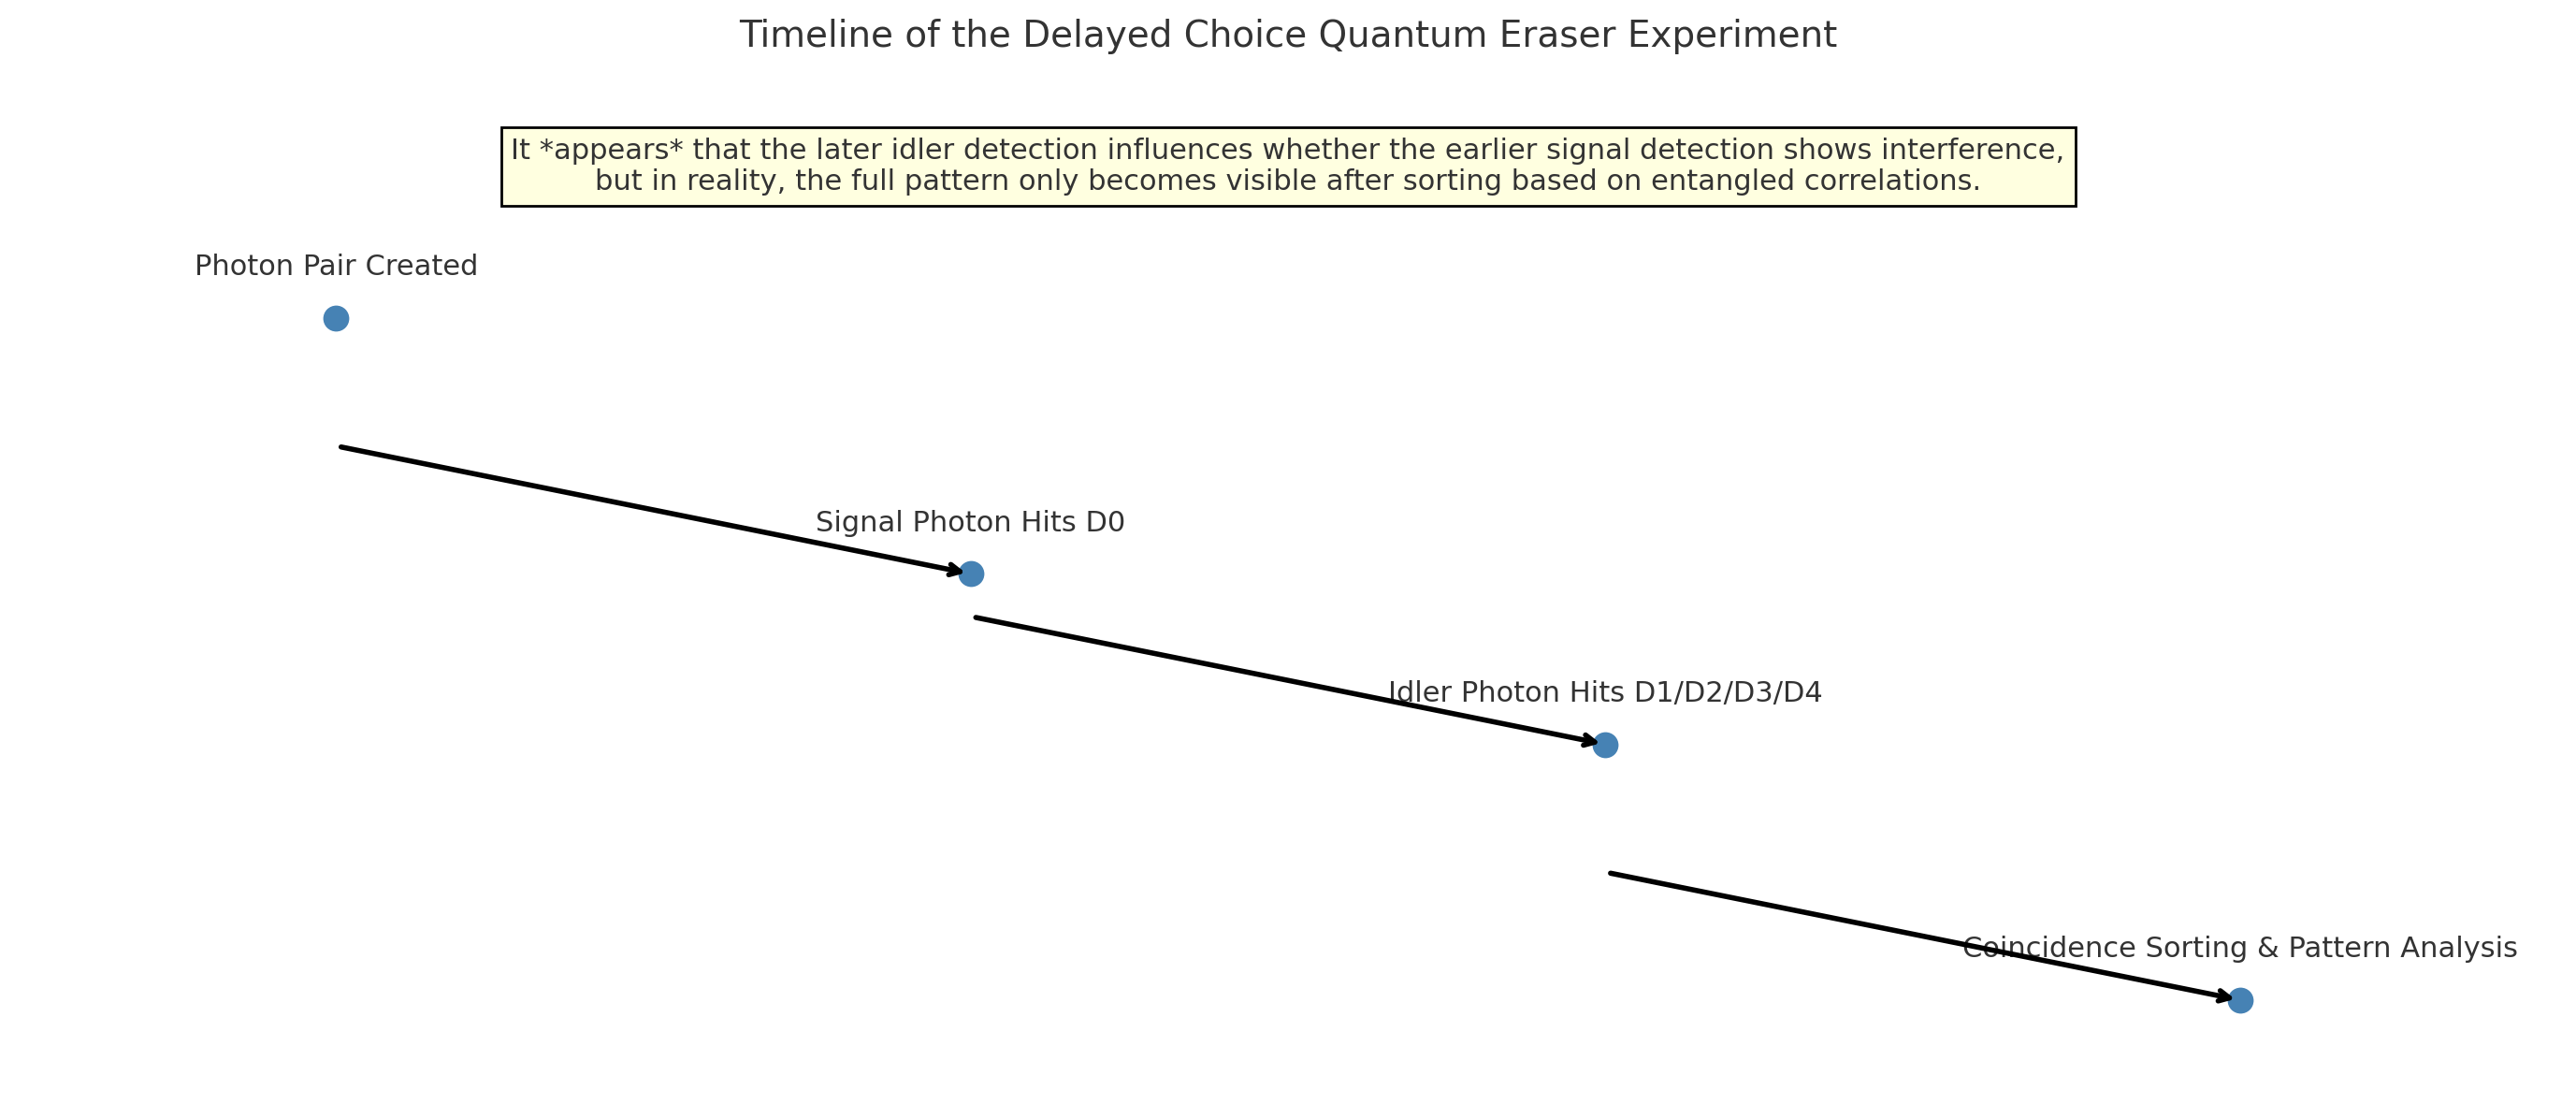 Timeline of the Delayed Choice Quantum Eraser Experiment
It *appears* that the later idler detection influences whether the earlier signal detection shows interference,
but in reality, the full pattern only becomes visible after sorting based on entangled correlations.
Photon Pair Created
Signal Photon Hits D0
Idler Photon Hits D1/D2/D3/D4
Coincidence Sorting & Pattern Analysis